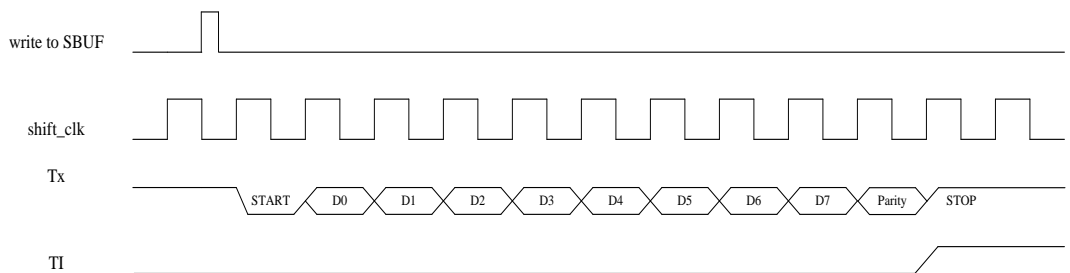 write to SBUF
shift_clk
Tx
START D0 D1 D2 D3 D4 D5 D6 D7 Parity STOP
TI